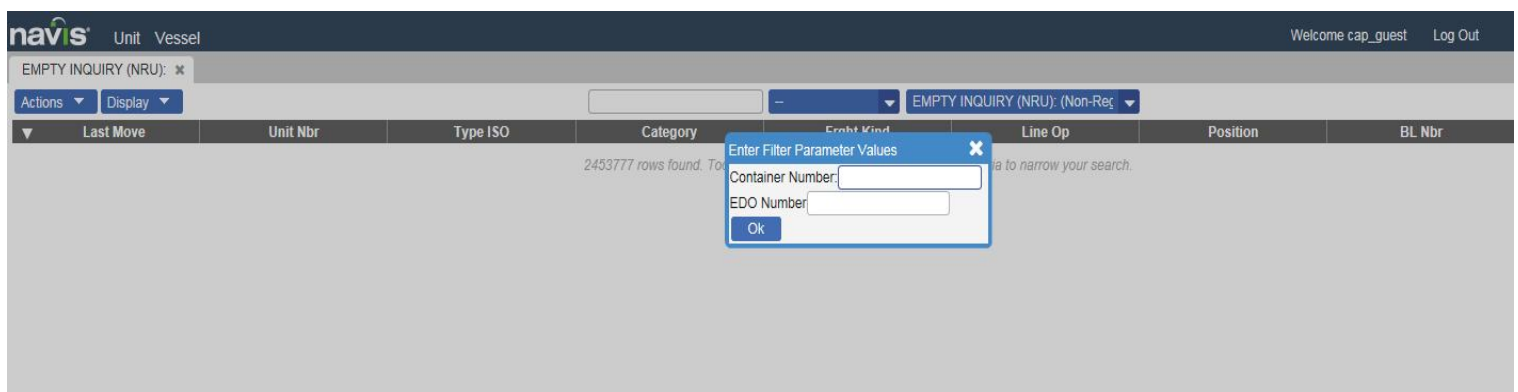 navis Unit Vessel Welcome cap_guest Log Out
EMPTY INQUIRY (NRU): ✖
Actions ▼ Display ▼ -- EMPTY INQUIRY (NRU): (Non-Reg
▼ Last Move Unit Nbr Type ISO Category Frght Kind Line Op Position BL Nbr
Enter Filter Parameter Values ✖
2453777 rows found. ia to narrow your search.
Container Number:
EDO Number
Ok